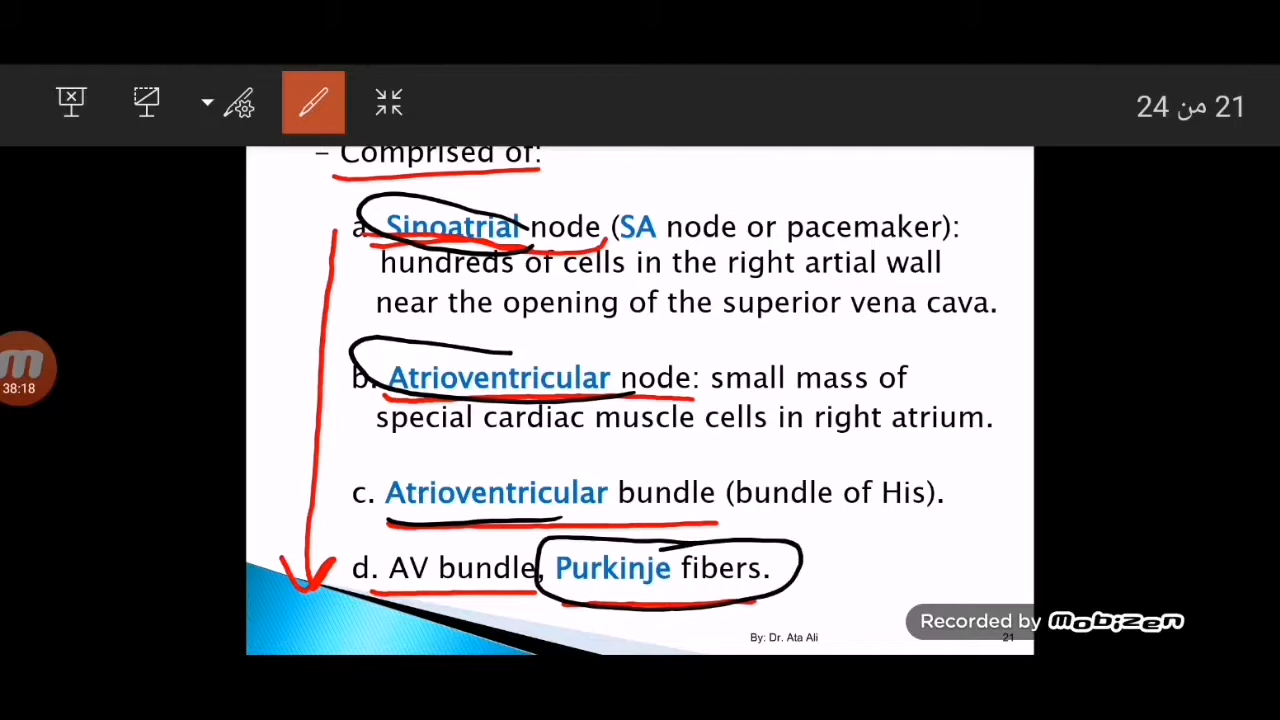 21 من 24
– Comprised of:
a. Sinoatrial node (SA node or pacemaker):
hundreds of cells in the right artial wall
near the opening of the superior vena cava.
b. Atrioventricular node: small mass of
special cardiac muscle cells in right atrium.
c. Atrioventricular bundle (bundle of His).
d. AV bundle, Purkinje fibers.
m
38:18
Recorded by mobizen
By: Dr. Ata Ali
21